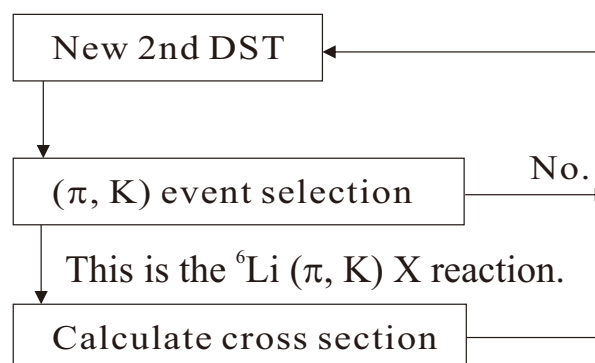 New 2nd DST
(π, K) event selection
No.
This is the ⁶Li (π, K) X reaction.
Calculate cross section